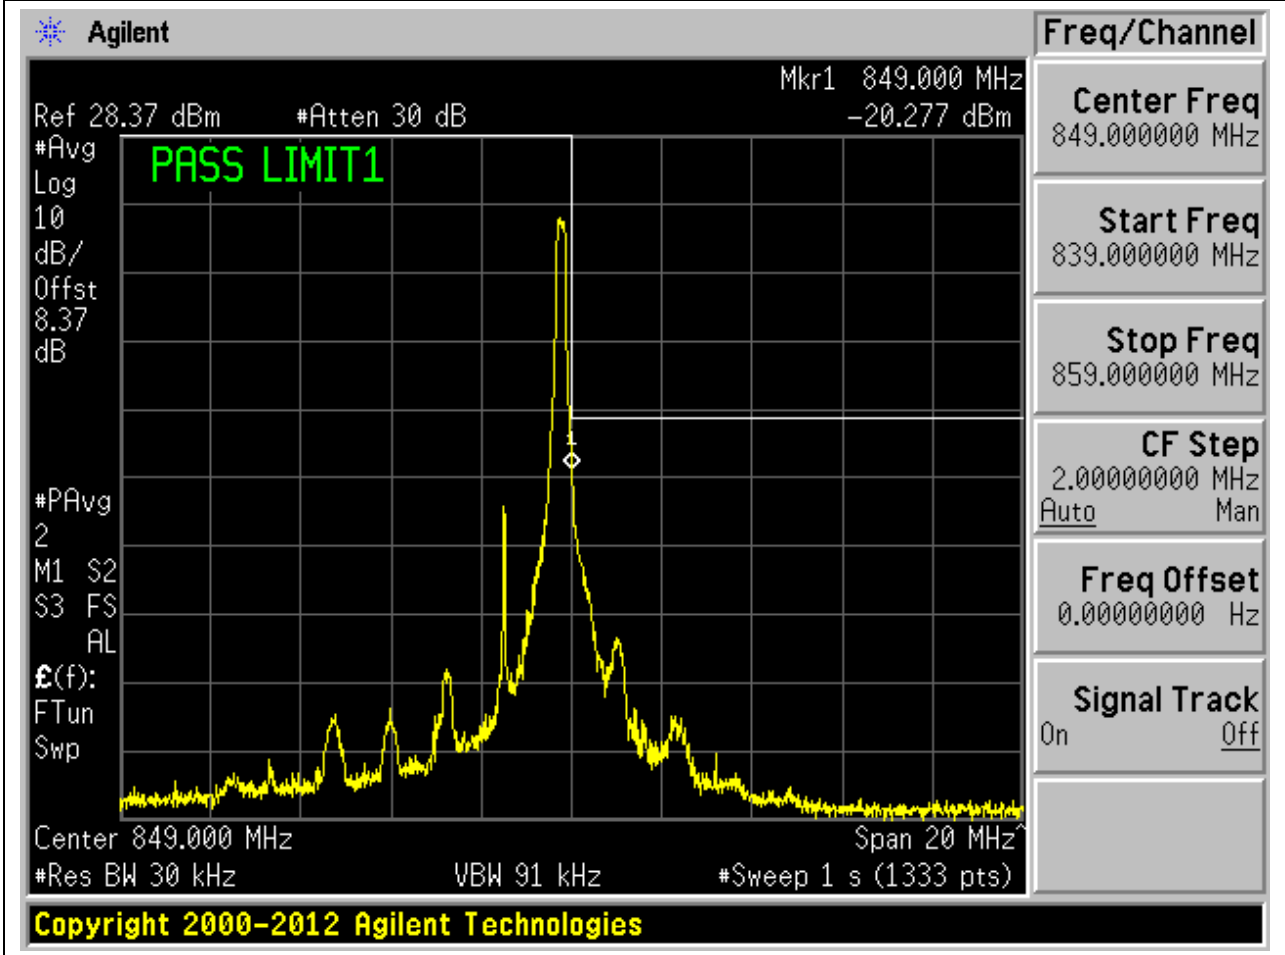 Agilent
Freq/Channel
Mkr1 849.000 MHz
Ref 28.37 dBm #Atten 30 dB -20.277 dBm
#Avg
Log
10
dB/
Offst
8.37
dB
PASS LIMIT1
1
#PAvg
2
M1 S2
S3 FS
AL
£(f):
FTun
Swp
Center 849.000 MHz Span 20 MHz^
#Res BW 30 kHz VBW 91 kHz #Sweep 1 s (1333 pts)
Center Freq
849.000000 MHz
Start Freq
839.000000 MHz
Stop Freq
859.000000 MHz
CF Step
2.00000000 MHz
Auto Man
Freq Offset
0.00000000 Hz
Signal Track
On Off
Copyright 2000-2012 Agilent Technologies